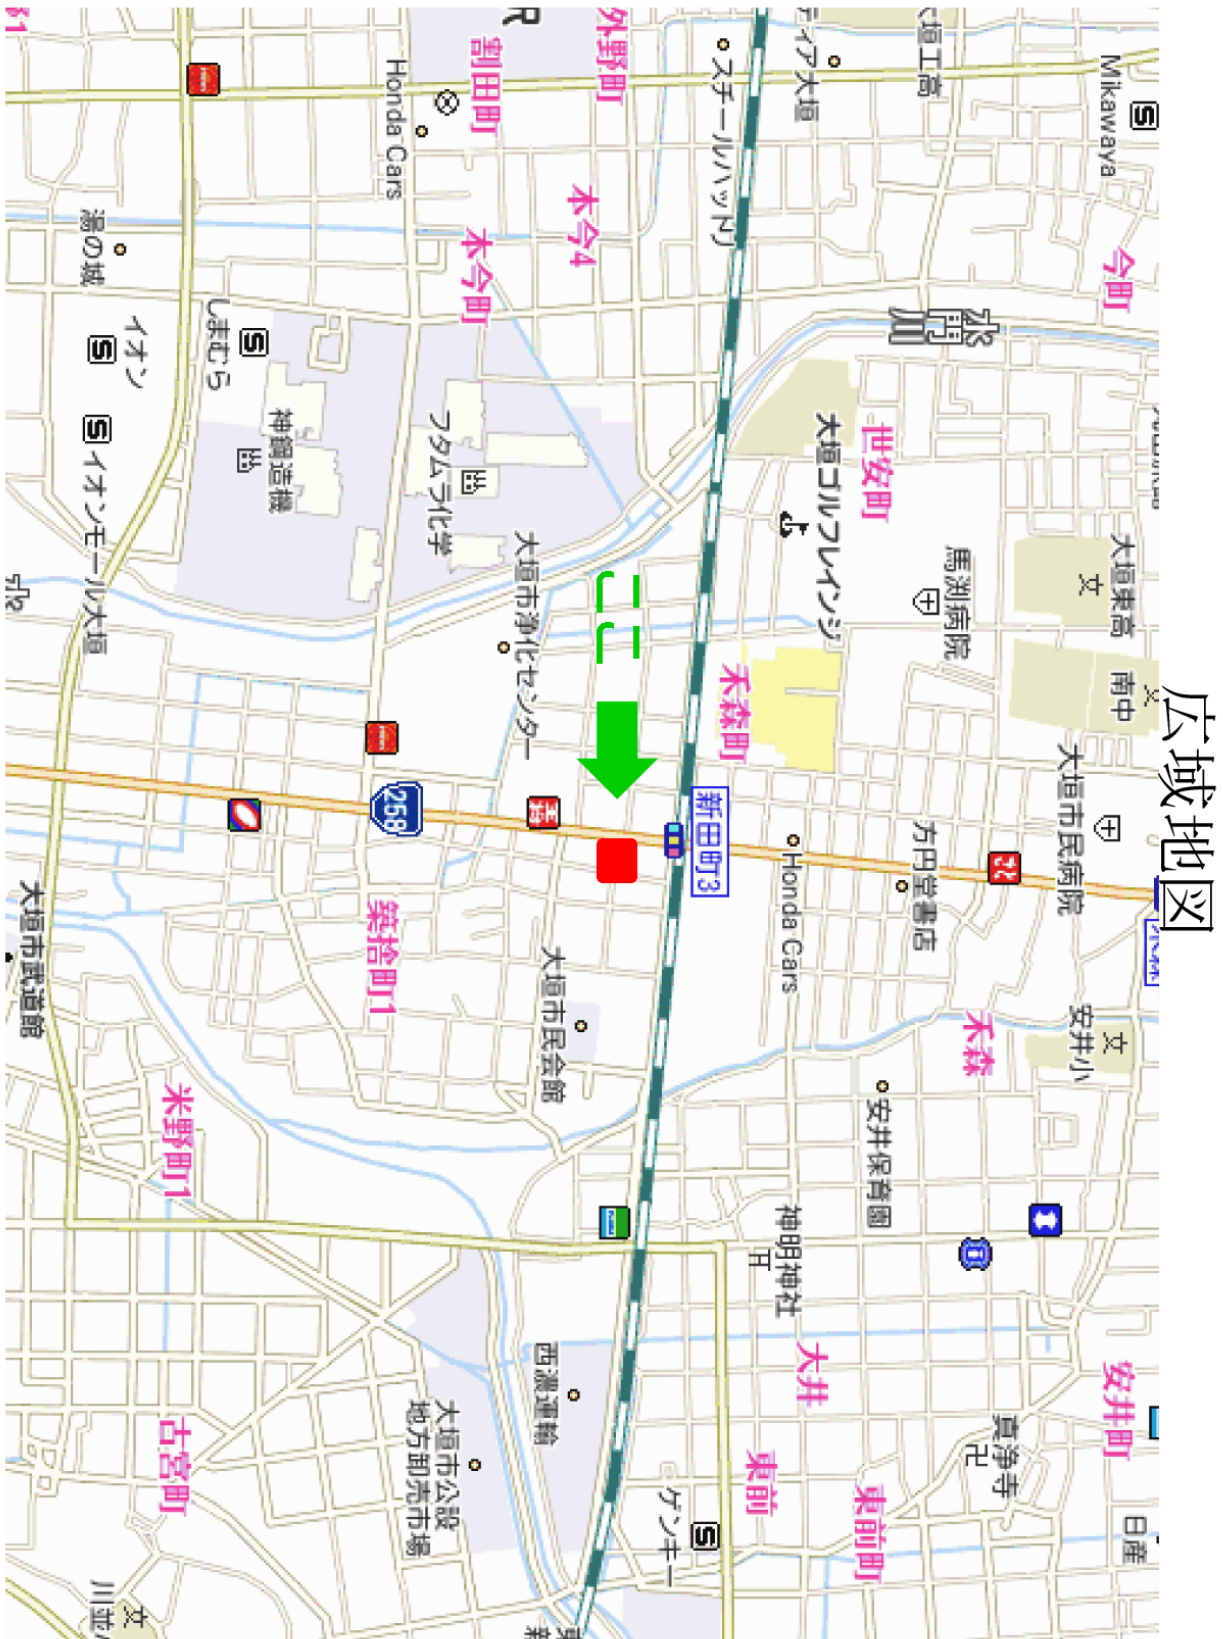 広域地図
Mikawaya
今町
垣工高
水門川
スチールハットリ
外野町
割田町
Honda Cars
本今4
本今町
湯の城
イオン
しまむら
イオンモール大垣
神鋼造機
フタムラ化学
大垣市浄化センター
世安町
大垣ゴルフレインジ
馬渕病院
大垣東高
文
南中
文
禾森町
新田町3
大垣市民病院
方円堂書店
Honda Cars
258
築捨町1
大垣市武道館
大垣市民会館
安井小
文
禾森
安井保育園
神明神社
米野町1
西濃運輸
大垣市公設
地方卸売市場
古宮町
大井
安井町
真浄寺
東前
東前町
ゲンキー
日産
川並
文